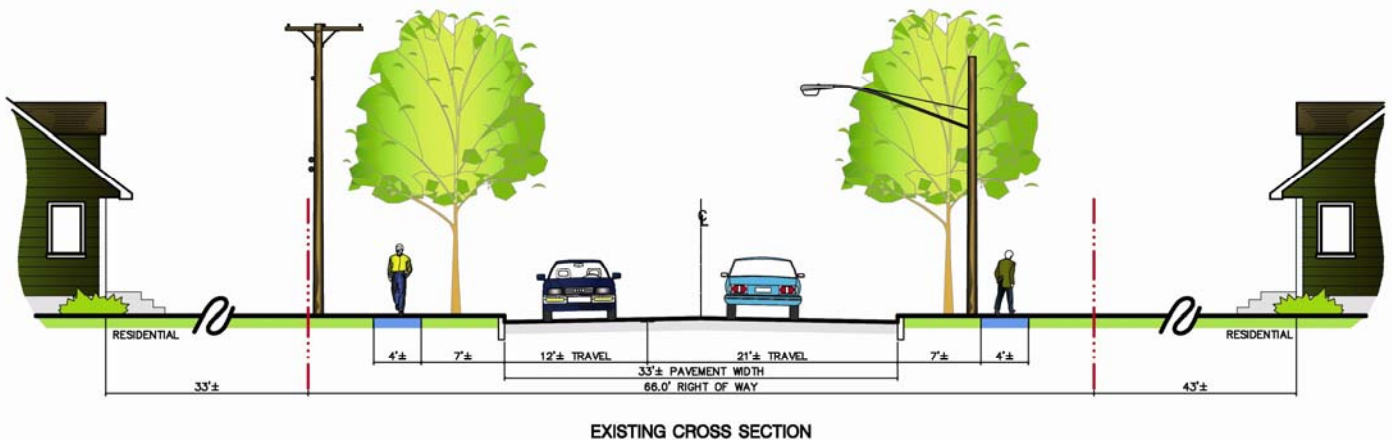 ℄
RESIDENTIAL
RESIDENTIAL
4'±
7'±
12'± TRAVEL
21'± TRAVEL
7'±
4'±
33'± PAVEMENT WIDTH
33'±
66.0' RIGHT OF WAY
43'±
EXISTING CROSS SECTION